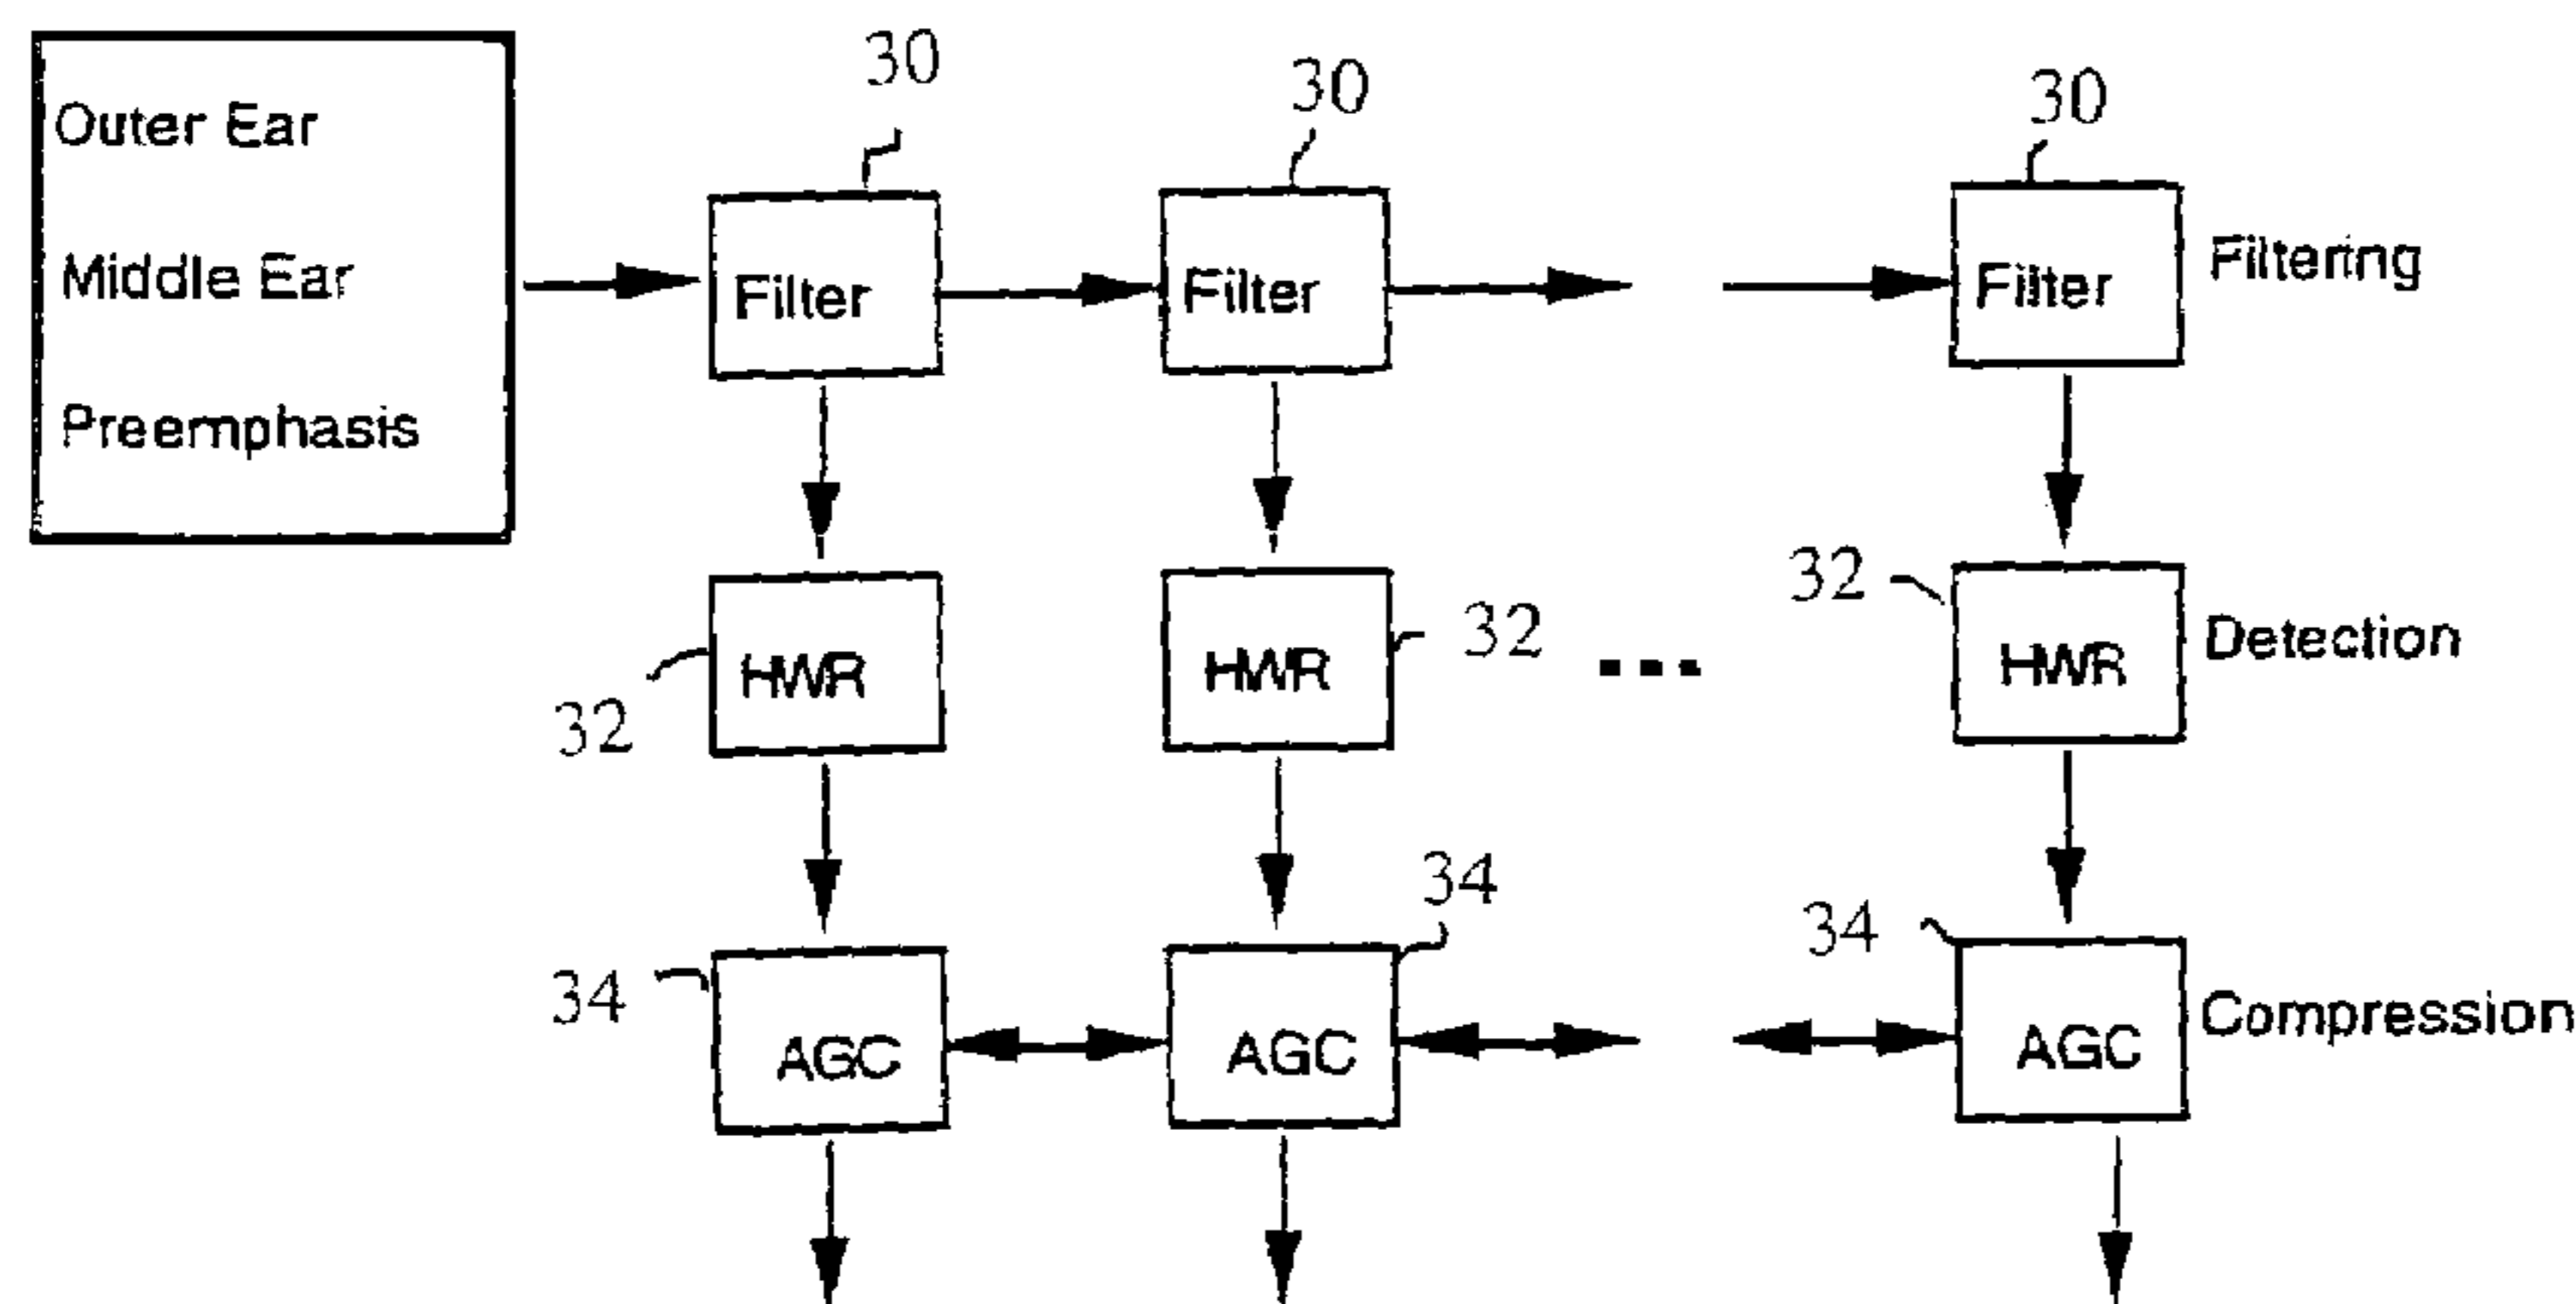 30
30
30
Outer Ear
Middle Ear
Preemphasis
Filter
Filter
Filter
Filtering
32
32
32
HWR
HWR
...
HWR
Detection
34
34
34
AGC
AGC
AGC
Compression